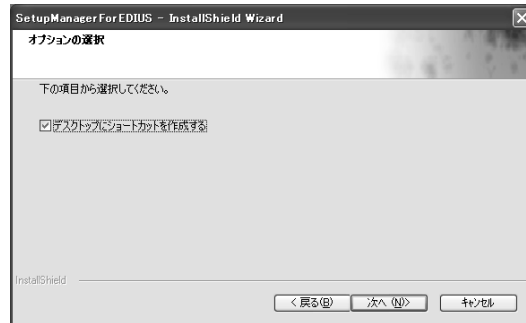 SetupManagerForEDIUS - InstallShield Wizard
オプションの選択
下の項目から選択してください。
デスクトップにショートカットを作成する
InstallShield
< 戻る(B) 次へ (N)> キャンセル